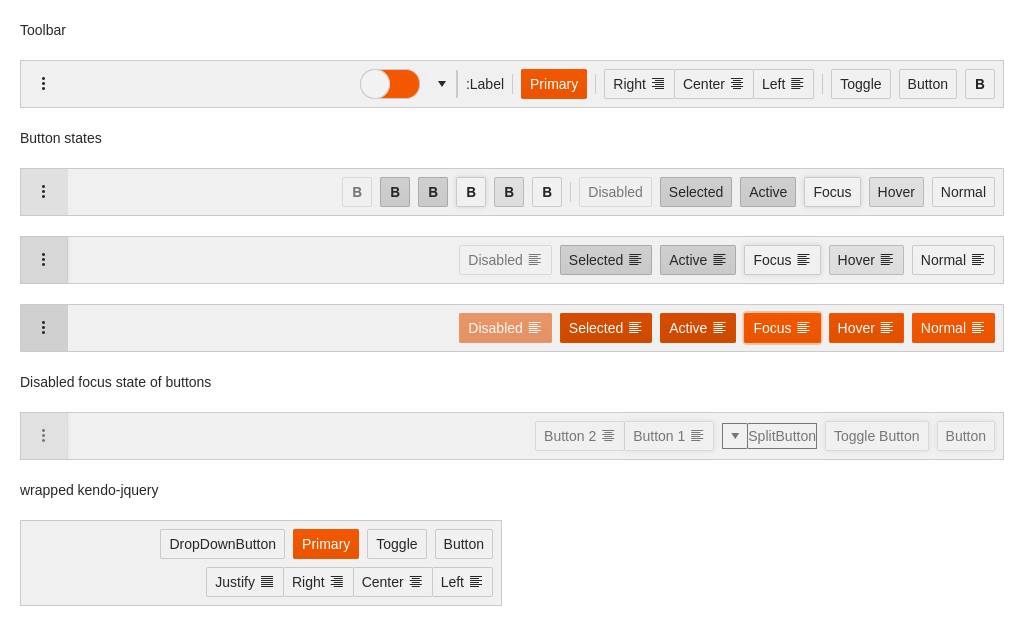 Toolbar
:Label Primary Right Center Left Toggle Button B
Button states
B B B B B B Disabled Selected Active Focus Hover Normal
Disabled Selected Active Focus Hover Normal
Disabled Selected Active Focus Hover Normal
Disabled focus state of buttons
Button 2 Button 1 SplitButton Toggle Button Button
wrapped kendo-jquery
DropDownButton Primary Toggle Button
Justify Right Center Left